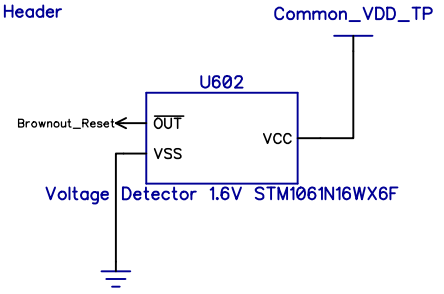 Header
Common_VDD_TP
U602
Brownout_Reset
OUT
VCC
VSS
Voltage Detector 1.6V STM1061N16WX6F